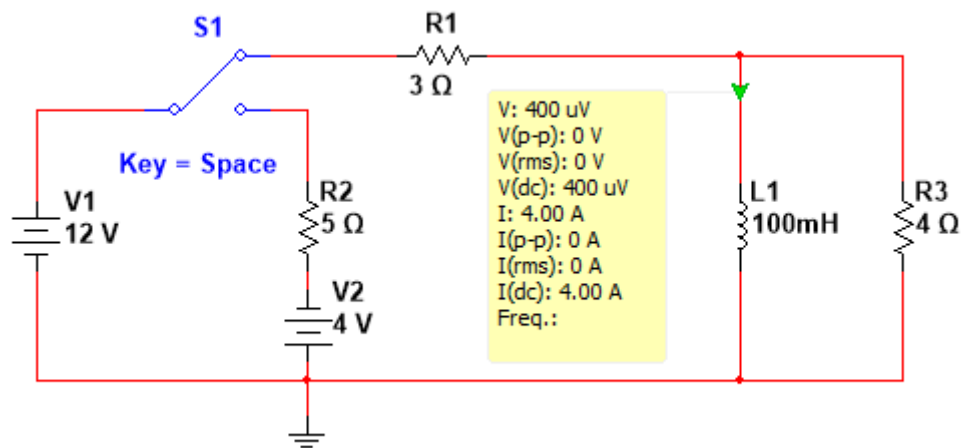 S1
R1
3 Ω
Key = Space
V1
12 V
R2
5 Ω
V2
4 V
V: 400 uV
V(p-p): 0 V
V(rms): 0 V
V(dc): 400 uV
I: 4.00 A
I(p-p): 0 A
I(rms): 0 A
I(dc): 4.00 A
Freq.:
L1
100mH
R3
4 Ω